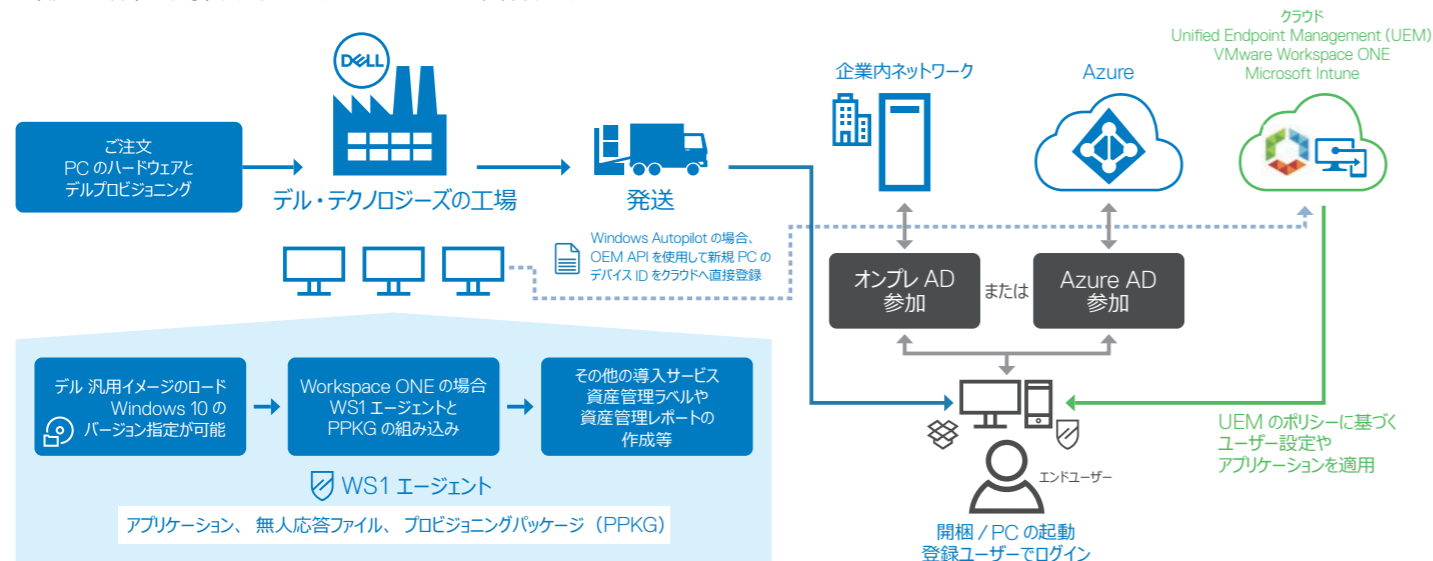 クラウド
Unified Endpoint Management (UEM)
VMware Workspace ONE
Microsoft Intune
DELL
企業内ネットワーク
Azure
ご注文
PC のハードウェアと
デルプロビジョニング
デル・テクノロジーズの工場
発送
Windows Autopilot の場合、
OEM API を使用して新規 PC の
デバイス ID をクラウドへ直接登録
オンプレ AD
参加
または
Azure AD
参加
デル 汎用イメージのロード
Windows 10 の
バージョン指定が可能
Workspace ONE の場合
WS1 エージェントと
PPKG の組み込み
その他の導入サービス
資産管理ラベルや
資産管理レポートの
作成等
WS1 エージェント
アプリケーション、 無人応答ファイル、 プロビジョニングパッケージ (PPKG)
UEM のポリシーに基づく
ユーザー設定や
アプリケーションを適用
エンドユーザー
開梱 / PC の起動
登録ユーザーでログイン